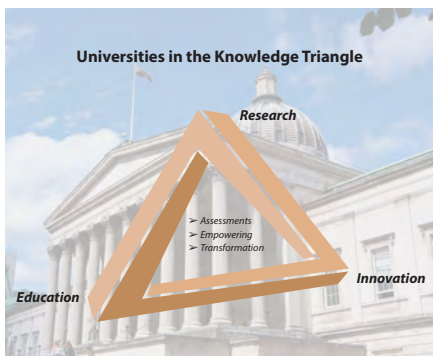 Universities in the Knowledge Triangle
Research
➢ Assessments
➢ Empowering
➢ Transformation
Innovation
Education